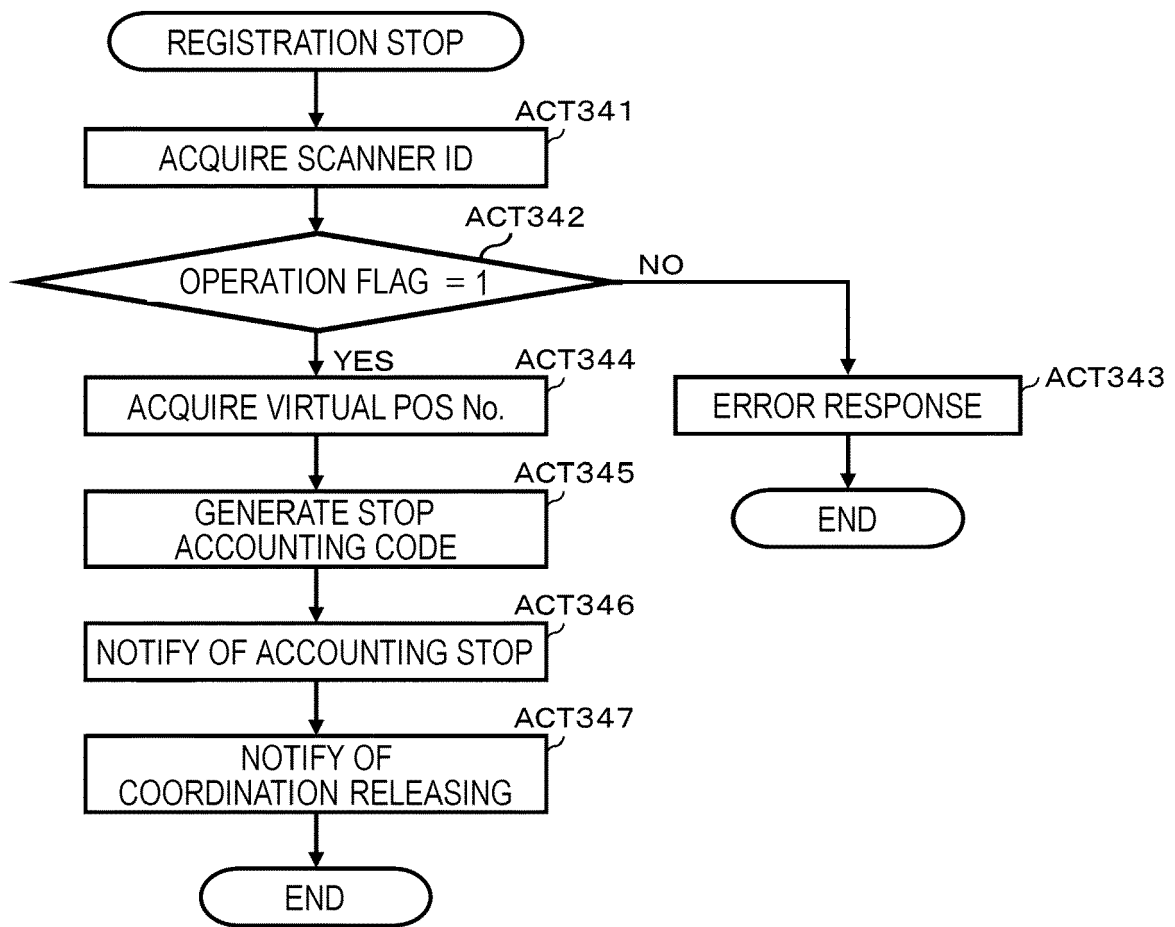 REGISTRATION STOP
ACT341
ACQUIRE SCANNER ID
ACT342
OPERATION FLAG = 1
NO
YES
ACT344
ACQUIRE VIRTUAL POS No.
ACT343
ERROR RESPONSE
ACT345
GENERATE STOP
ACCOUNTING CODE
END
ACT346
NOTIFY OF ACCOUNTING STOP
ACT347
NOTIFY OF
COORDINATION RELEASING
END